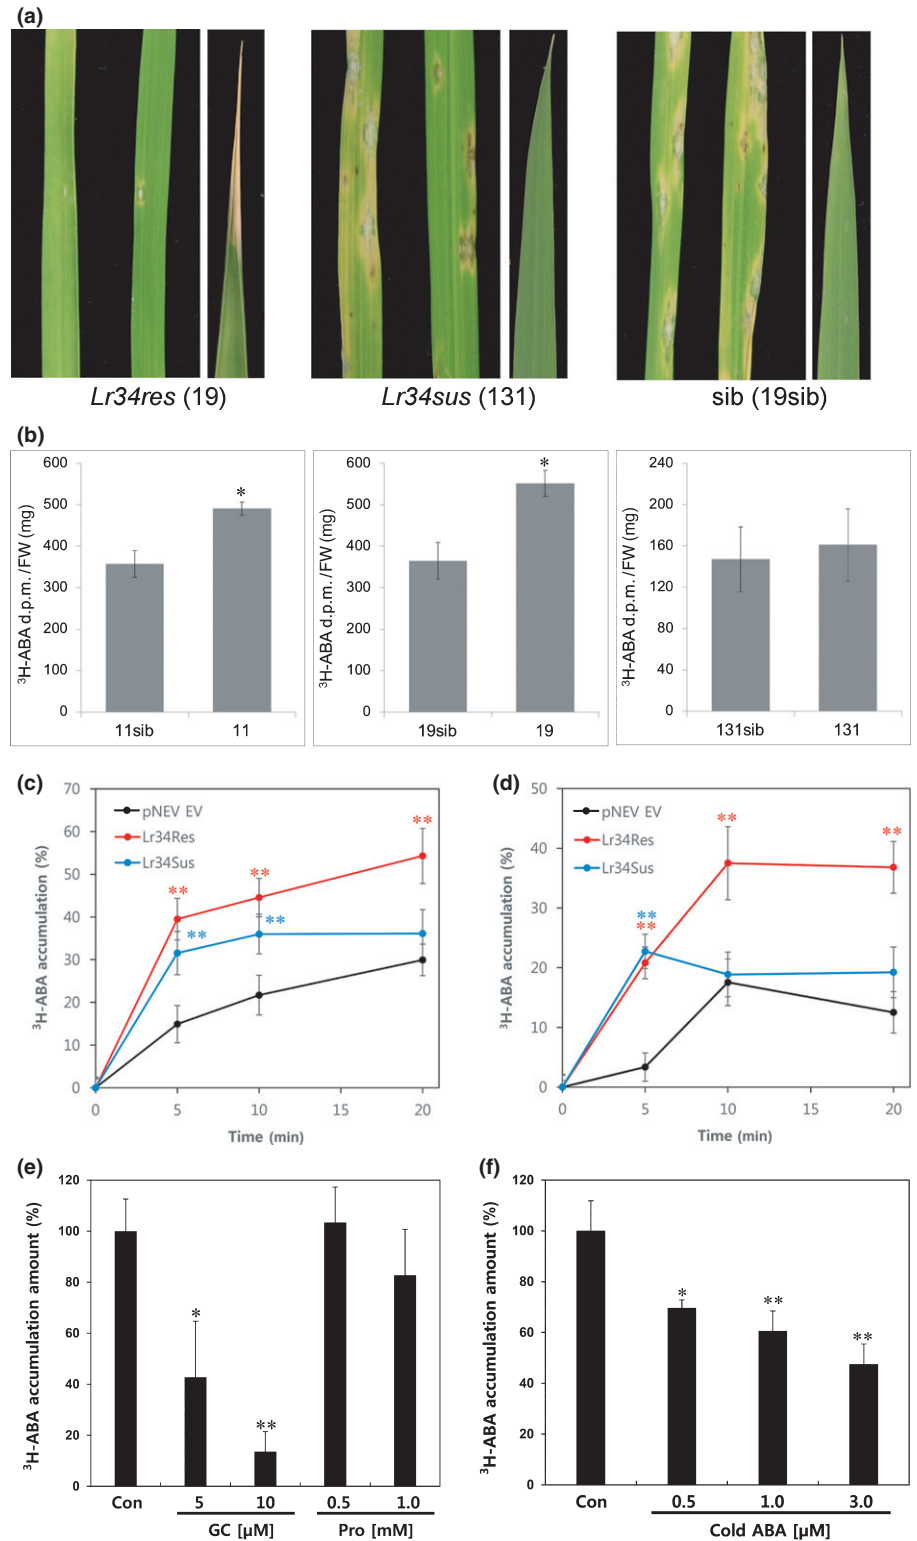 (a)
Lr34res (19)
Lr34sus (131)
sib (19sib)
(b)
600
500
400
300
200
100
0
³H-ABA d.p.m./FW (mg)
*
11sib
11
600
500
400
300
200
100
0
³H-ABA d.p.m./FW (mg)
*
19sib
19
240
200
160
120
80
40
0
³H-ABA d.p.m./FW (mg)
131sib
131
(c)
70
60
50
40
30
20
10
0
³H-ABA accumulation (%)
pNEV EV
Lr34Res
Lr34Sus
**
**
**
**
**
0
5
10
15
20
Time (min)
(d)
50
40
30
20
10
0
³H-ABA accumulation (%)
pNEV EV
Lr34Res
Lr34Sus
**
**
**
**
0
5
10
15
20
Time (min)
(e)
120
100
80
60
40
20
0
³H-ABA accumulation amount (%)
*
**
Con
5
10
0.5
1.0
GC [µM]
Pro [mM]
(f)
120
100
80
60
40
20
0
³H-ABA accumulation amount (%)
*
**
**
Con
0.5
1.0
3.0
Cold ABA [µM]